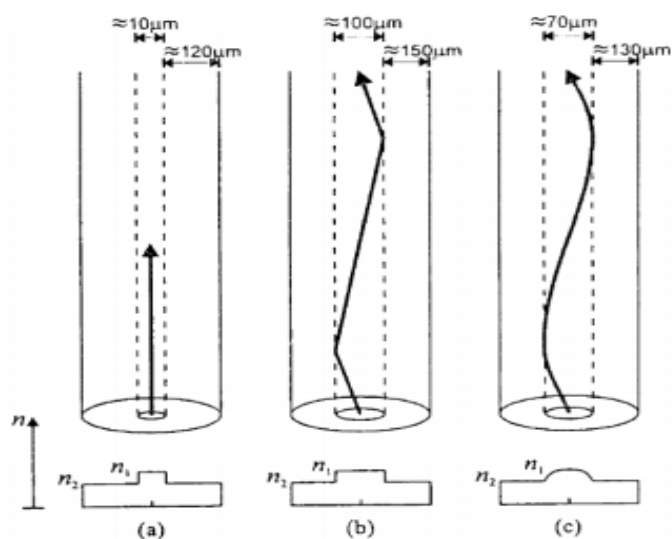 ≈10μm ≈100μm ≈70μm
≈120μm ≈150μm ≈130μm
n
n₂ n₁ n₂ n₁ n₂ n₁
(a) (b) (c)